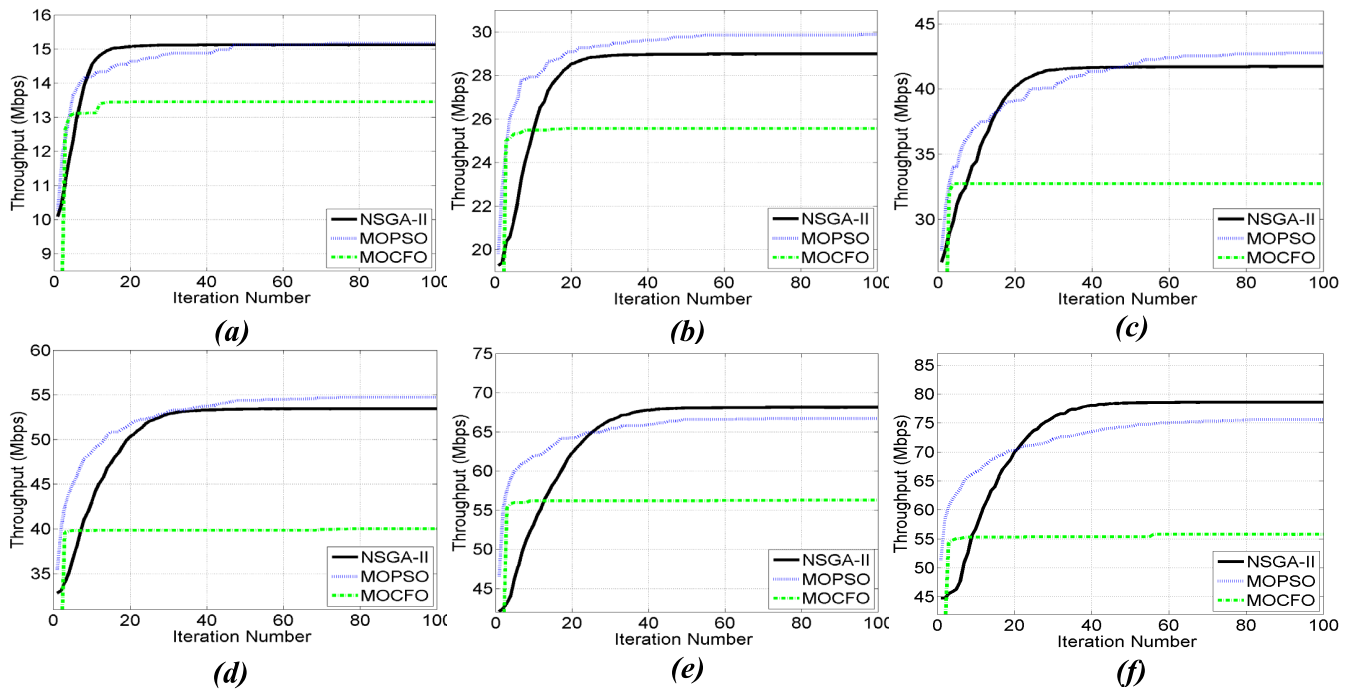 16
15
14
13
12
11
10
9
Throughput (Mbps)
0 20 40 60 80 100
Iteration Number
NSGA-II
MOPSO
MOCFO
(a)
30
28
26
24
22
20
Throughput (Mbps)
0 20 40 60 80 100
Iteration Number
NSGA-II
MOPSO
MOCFO
(b)
45
40
35
30
Throughput (Mbps)
0 20 40 60 80 100
Iteration Number
NSGA-II
MOPSO
MOCFO
(c)
60
55
50
45
40
35
Throughput (Mbps)
0 20 40 60 80 100
Iteration Number
NSGA-II
MOPSO
MOCFO
(d)
75
70
65
60
55
50
45
Throughput (Mbps)
0 20 40 60 80 100
Iteration Number
NSGA-II
MOPSO
MOCFO
(e)
85
80
75
70
65
60
55
50
45
Throughput (Mbps)
0 20 40 60 80 100
Iteration Number
NSGA-II
MOPSO
MOCFO
(f)